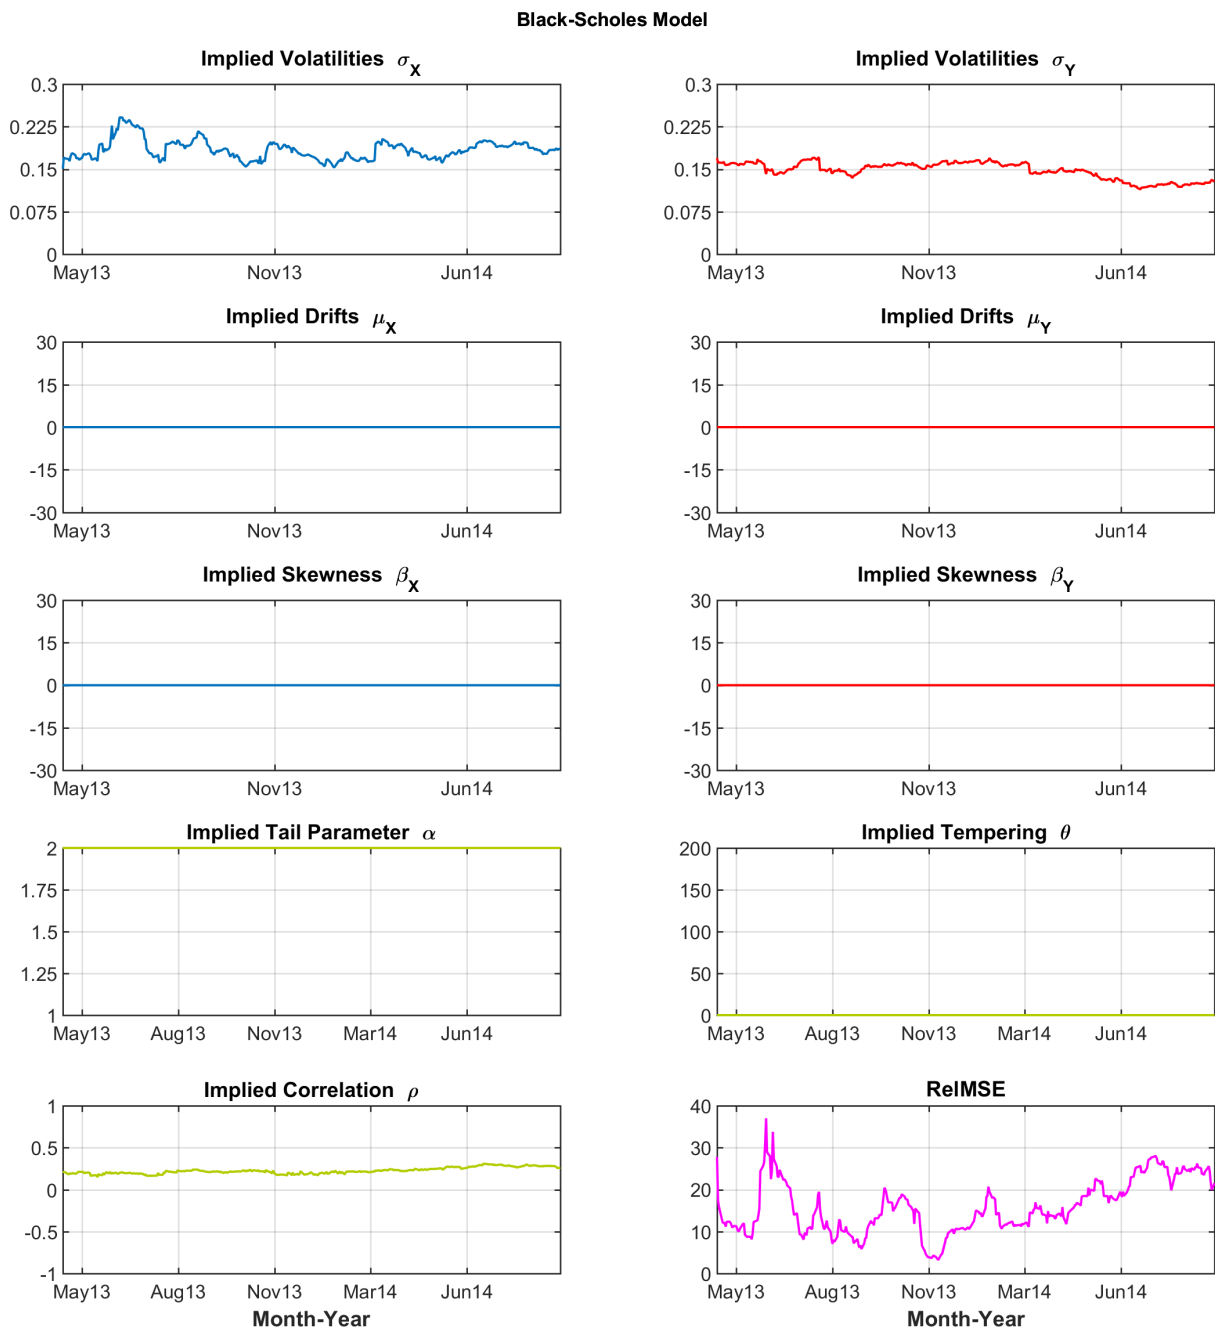 Black-Scholes Model
Implied Volatilities σX
0.3
0.225
0.15
0.075
0
May13 Nov13 Jun14
Implied Volatilities σY
0.3
0.225
0.15
0.075
0
May13 Nov13 Jun14
Implied Drifts μX
30
15
0
-15
-30
May13 Nov13 Jun14
Implied Drifts μY
30
15
0
-15
-30
May13 Nov13 Jun14
Implied Skewness βX
30
15
0
-15
-30
May13 Nov13 Jun14
Implied Skewness βY
30
15
0
-15
-30
May13 Nov13 Jun14
Implied Tail Parameter α
2
1.75
1.5
1.25
1
May13 Aug13 Nov13 Mar14 Jun14
Implied Tempering θ
200
150
100
50
0
May13 Aug13 Nov13 Mar14 Jun14
Implied Correlation ρ
1
0.5
0
-0.5
-1
May13 Aug13 Nov13 Mar14 Jun14
Month-Year
RelMSE
40
30
20
10
0
May13 Aug13 Nov13 Mar14 Jun14
Month-Year